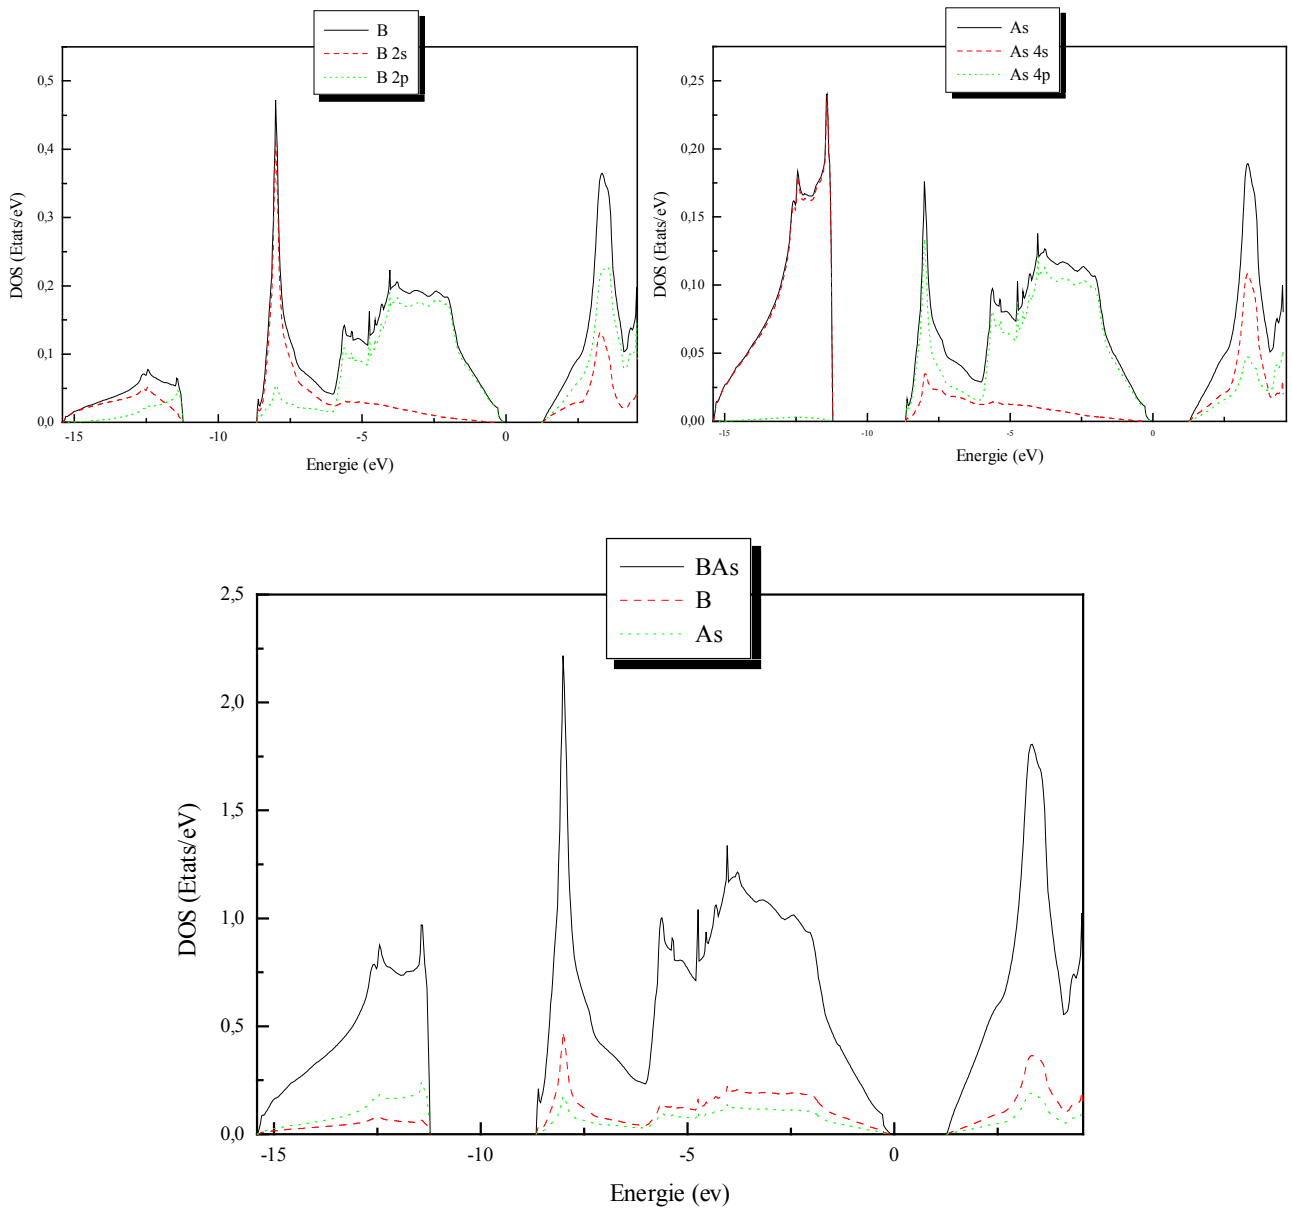 B
B 2s
B 2p
0,5
0,4
0,3
0,2
0,1
0,0
DOS (Etats/eV)
-15 -10 -5 0
Energie (eV)
As
As 4s
As 4p
0,25
0,20
0,15
0,10
0,05
0,00
DOS (Etats/eV)
-15 -10 -5 0
Energie (eV)
BAs
B
As
2,5
2,0
1,5
1,0
0,5
0,0
DOS (Etats/eV)
-15 -10 -5 0
Energie (ev)